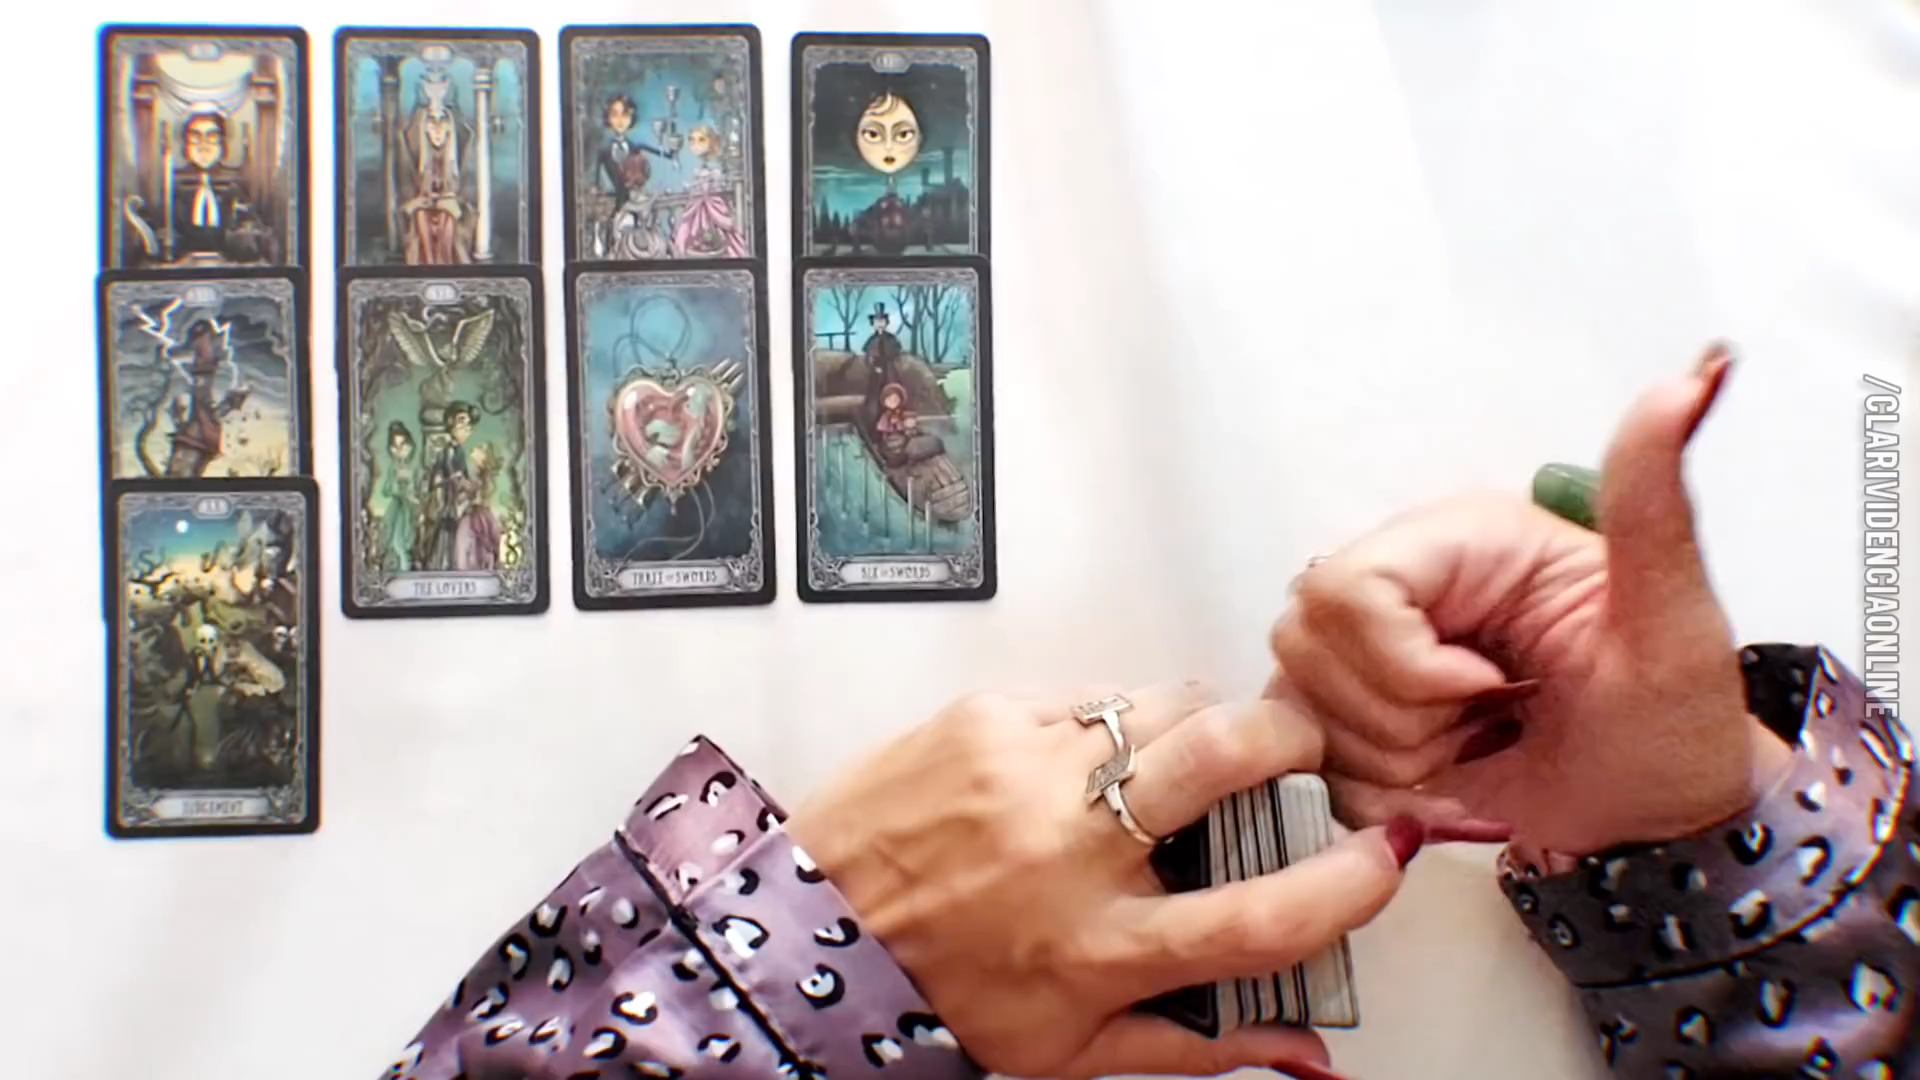 THE LOVERS
THREE OF SWORDS
SIX OF SWORDS
JUDGEMENT
/CLARIVIDENCIAONLINE